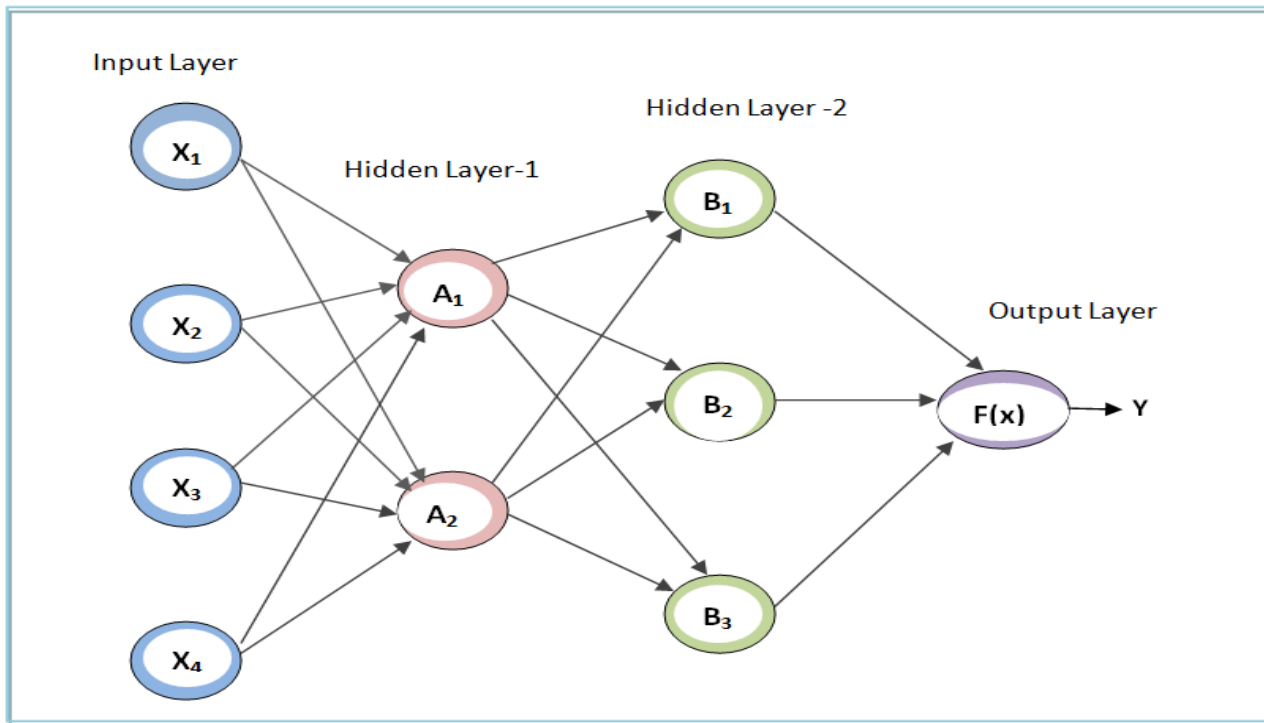 Input Layer
X₁
X₂
X₃
X₄
Hidden Layer-1
A₁
A₂
Hidden Layer -2
B₁
B₂
B₃
Output Layer
F(x)
Y